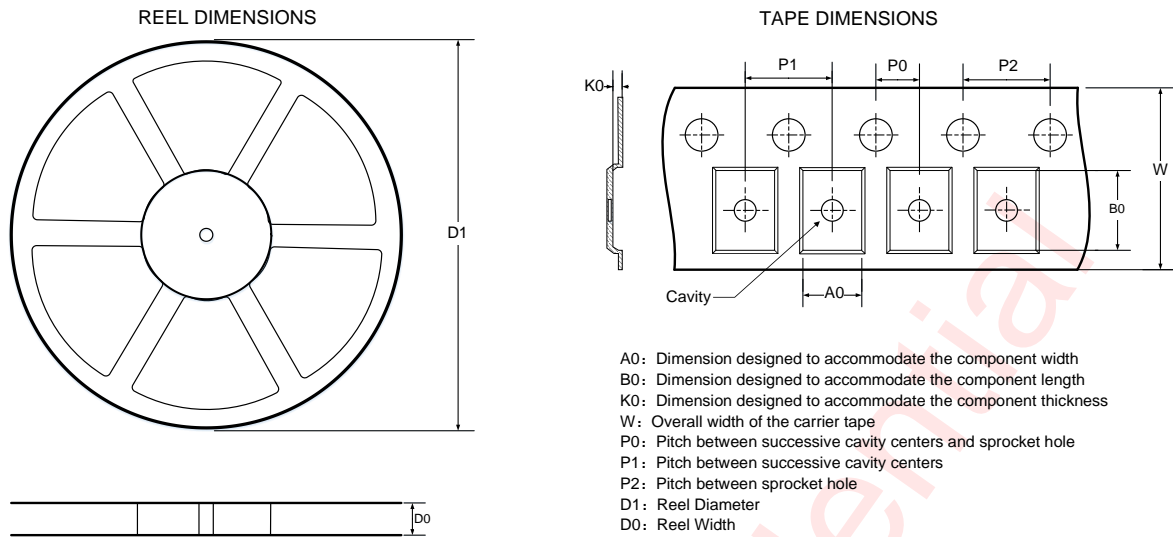 REEL DIMENSIONS
TAPE DIMENSIONS
P1
P0
P2
K0
W
B0
D1
Cavity
A0
A0：Dimension designed to accommodate the component width
B0：Dimension designed to accommodate the component length
K0：Dimension designed to accommodate the component thickness
W：Overall width of the carrier tape
P0：Pitch between successive cavity centers and sprocket hole
P1：Pitch between successive cavity centers
P2：Pitch between sprocket hole
D1：Reel Diameter
D0：Reel Width
D0
dential